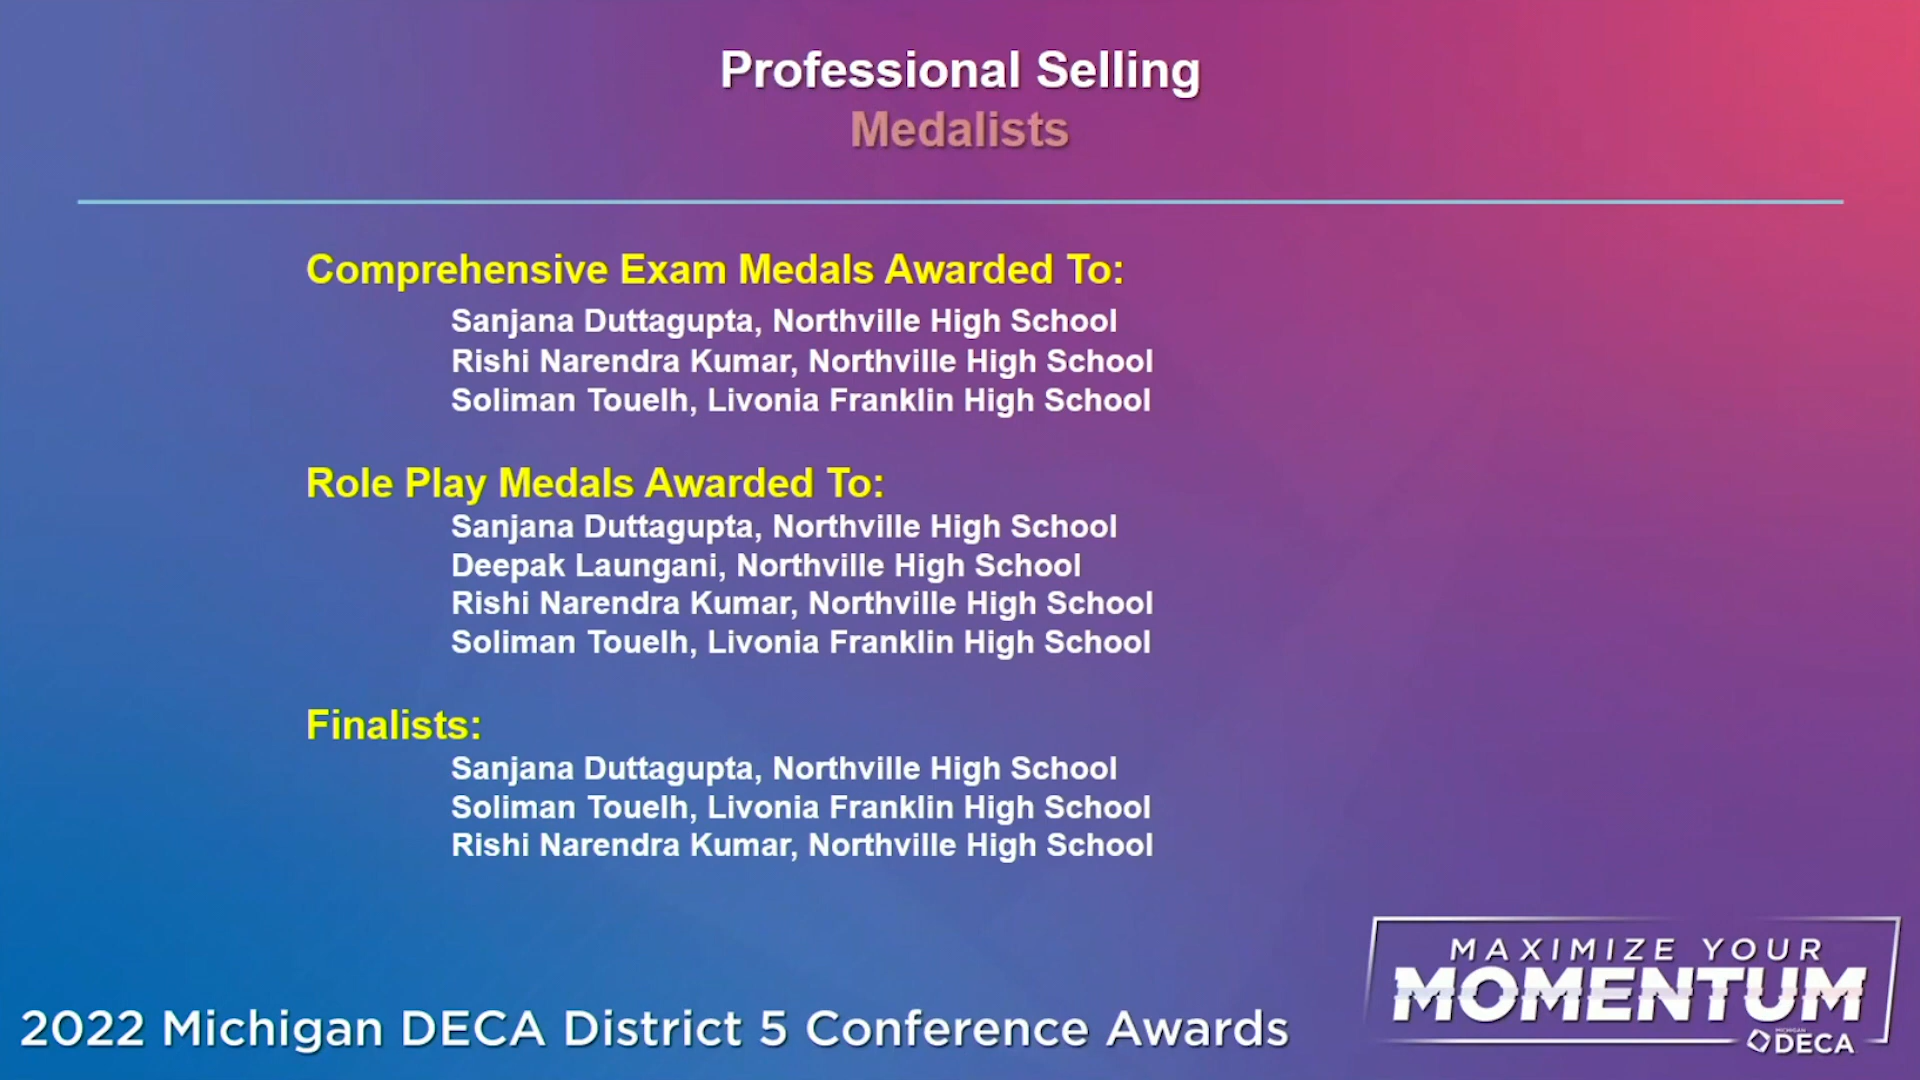 Professional Selling
Medalists
Comprehensive Exam Medals Awarded To:
Sanjana Duttagupta, Northville High School
Rishi Narendra Kumar, Northville High School
Soliman Touelh, Livonia Franklin High School
Role Play Medals Awarded To:
Sanjana Duttagupta, Northville High School
Deepak Laungani, Northville High School
Rishi Narendra Kumar, Northville High School
Soliman Touelh, Livonia Franklin High School
Finalists:
Sanjana Duttagupta, Northville High School
Soliman Touelh, Livonia Franklin High School
Rishi Narendra Kumar, Northville High School
MAXIMIZE YOUR
MOMENTUM
MICHIGAN
DECA
2022 Michigan DECA District 5 Conference Awards